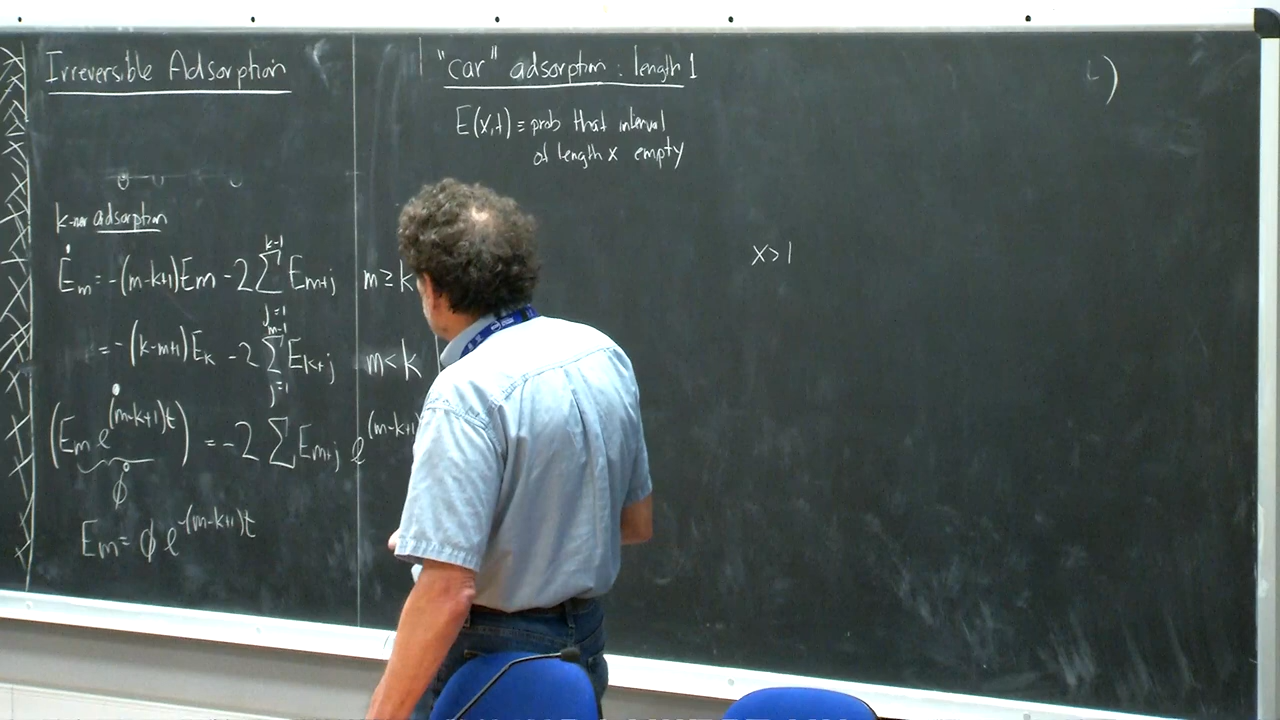 Irreversible Adsorption
k-mer adsorption
Ėm = -(m-k+1)Em - 2 ∑_{j=1}^{k-1} Em+j m ≥ k
= -(k-m+1)Ek - 2 ∑_{j=1}^{m-1} Ek+j m < k
(Em e^{(m-k+1)t})˙ = -2 ∑ Em+j e^{(m-k+1)
ϕ
Em = ϕ e^{-(m-k+1)t}
"car" adsorption : length 1
E(x,t) ≡ prob that interval
of length x empty
x>1